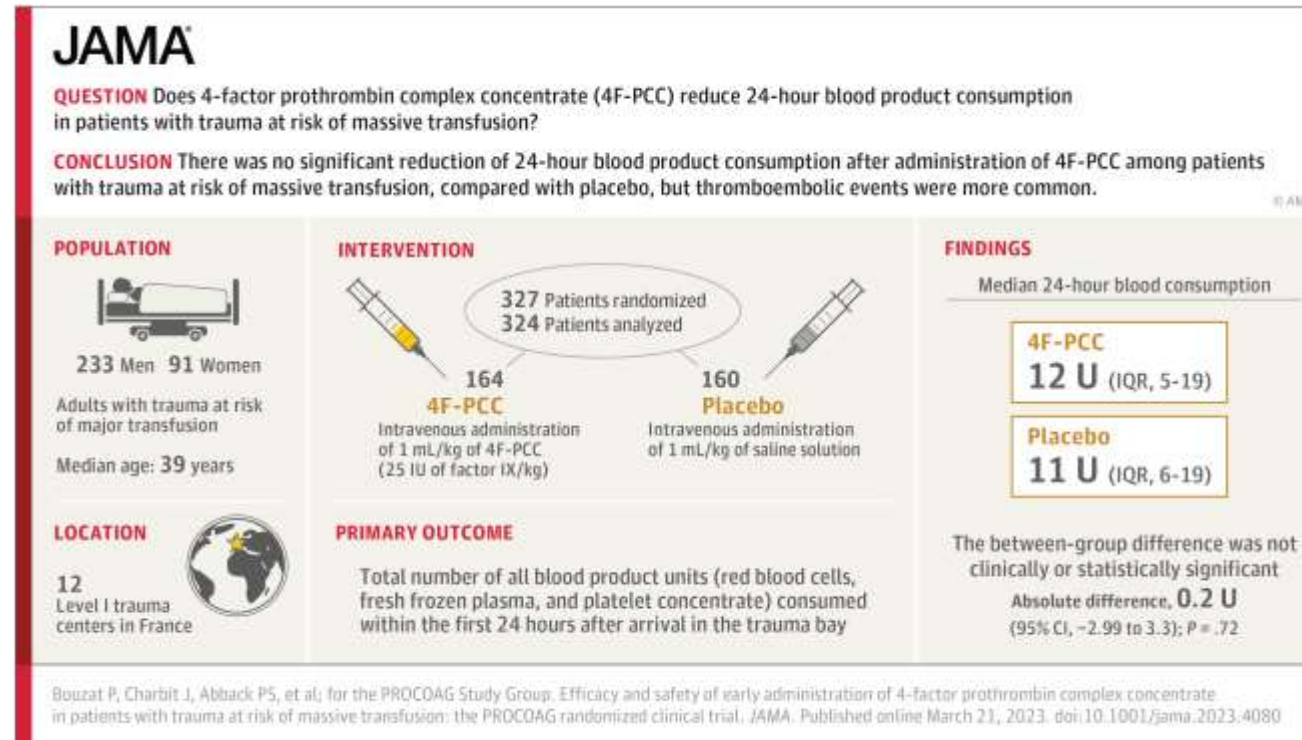 JAMA
QUESTION Does 4-factor prothrombin complex concentrate (4F-PCC) reduce 24-hour blood product consumption
in patients with trauma at risk of massive transfusion?
CONCLUSION There was no significant reduction of 24-hour blood product consumption after administration of 4F-PCC among patients
with trauma at risk of massive transfusion, compared with placebo, but thromboembolic events were more common.
POPULATION
233 Men 91 Women
Adults with trauma at risk
of major transfusion
Median age: 39 years
LOCATION
12
Level I trauma
centers in France
INTERVENTION
327 Patients randomized
324 Patients analyzed
164
4F-PCC
Intravenous administration
of 1 mL/kg of 4F-PCC
(25 IU of factor IX/kg)
160
Placebo
Intravenous administration
of 1 mL/kg of saline solution
PRIMARY OUTCOME
Total number of all blood product units (red blood cells,
fresh frozen plasma, and platelet concentrate) consumed
within the first 24 hours after arrival in the trauma bay
FINDINGS
Median 24-hour blood consumption
4F-PCC
12 U (IQR, 5-19)
Placebo
11 U (IQR, 6-19)
The between-group difference was not
clinically or statistically significant
Absolute difference, 0.2 U
(95% CI, −2.99 to 3.3); P = .72
Bouzat P, Charbit J, Abback PS, et al; for the PROCOAG Study Group. Efficacy and safety of early administration of 4-factor prothrombin complex concentrate
in patients with trauma at risk of massive transfusion: the PROCOAG randomized clinical trial. JAMA. Published online March 21, 2023. doi:10.1001/jama.2023.4080